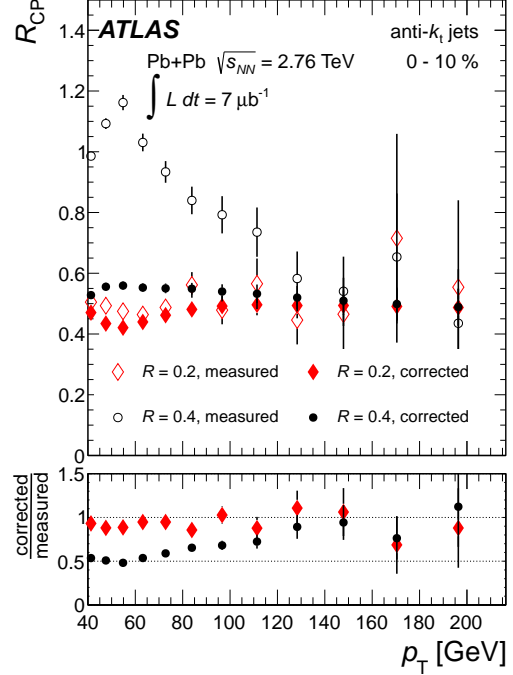 R_CP
1.4
1.2
1
0.8
0.6
0.4
0.2
0
ATLAS
anti-k_t jets
Pb+Pb √s_NN = 2.76 TeV
0 - 10 %
∫ L dt = 7 μb⁻¹
R = 0.2, measured
R = 0.2, corrected
R = 0.4, measured
R = 0.4, corrected
corrected
measured
1.5
1
0.5
0
40 60 80 100 120 140 160 180 200
p_T [GeV]